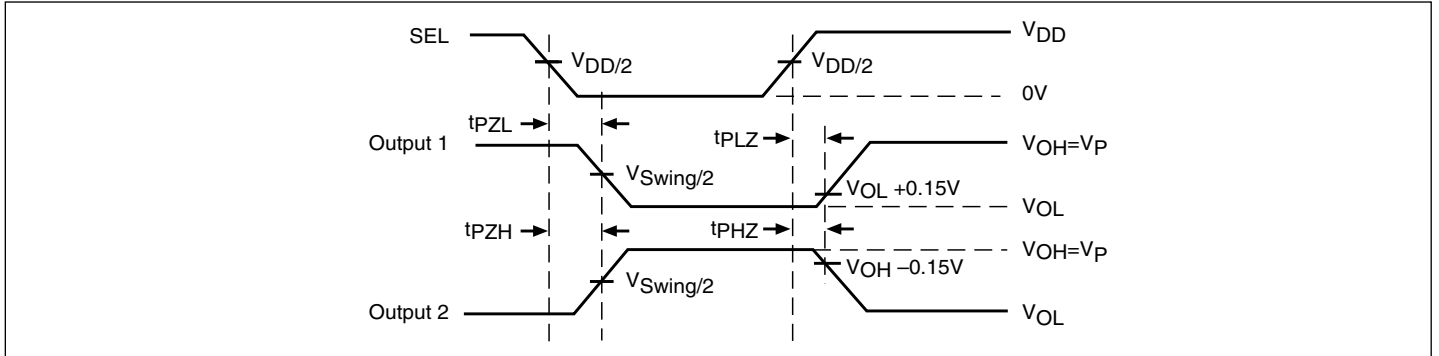 SEL
VDD/2
VDD/2
VDD
0V
tPZL
tPLZ
Output 1
VOH=VP
VSwing/2
VOL +0.15V
VOL
tPZH
tPHZ
VOH=VP
VOH –0.15V
VSwing/2
Output 2
VOL